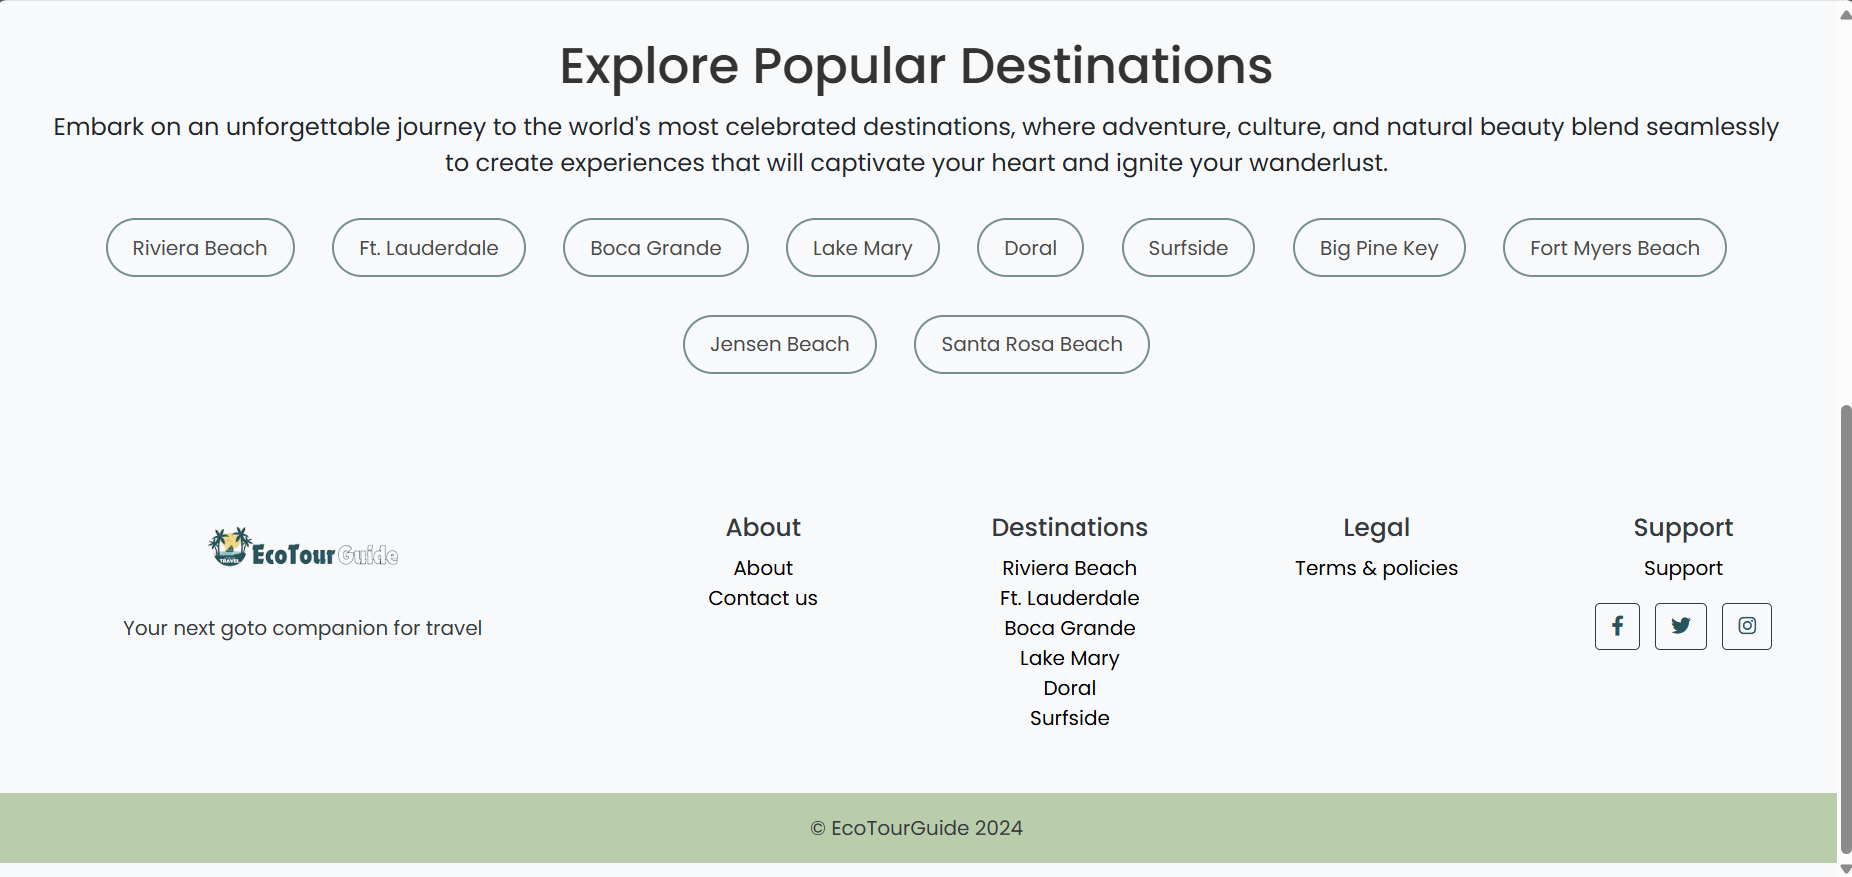 Explore Popular Destinations
Embark on an unforgettable journey to the world's most celebrated destinations, where adventure, culture, and natural beauty blend seamlessly
to create experiences that will captivate your heart and ignite your wanderlust.
Riviera Beach
Ft. Lauderdale
Boca Grande
Lake Mary
Doral
Surfside
Big Pine Key
Fort Myers Beach
Jensen Beach
Santa Rosa Beach
TRAVEL
EcoTourGuide
Your next goto companion for travel
About
About
Contact us
Destinations
Riviera Beach
Ft. Lauderdale
Boca Grande
Lake Mary
Doral
Surfside
Legal
Terms & policies
Support
Support
© EcoTourGuide 2024